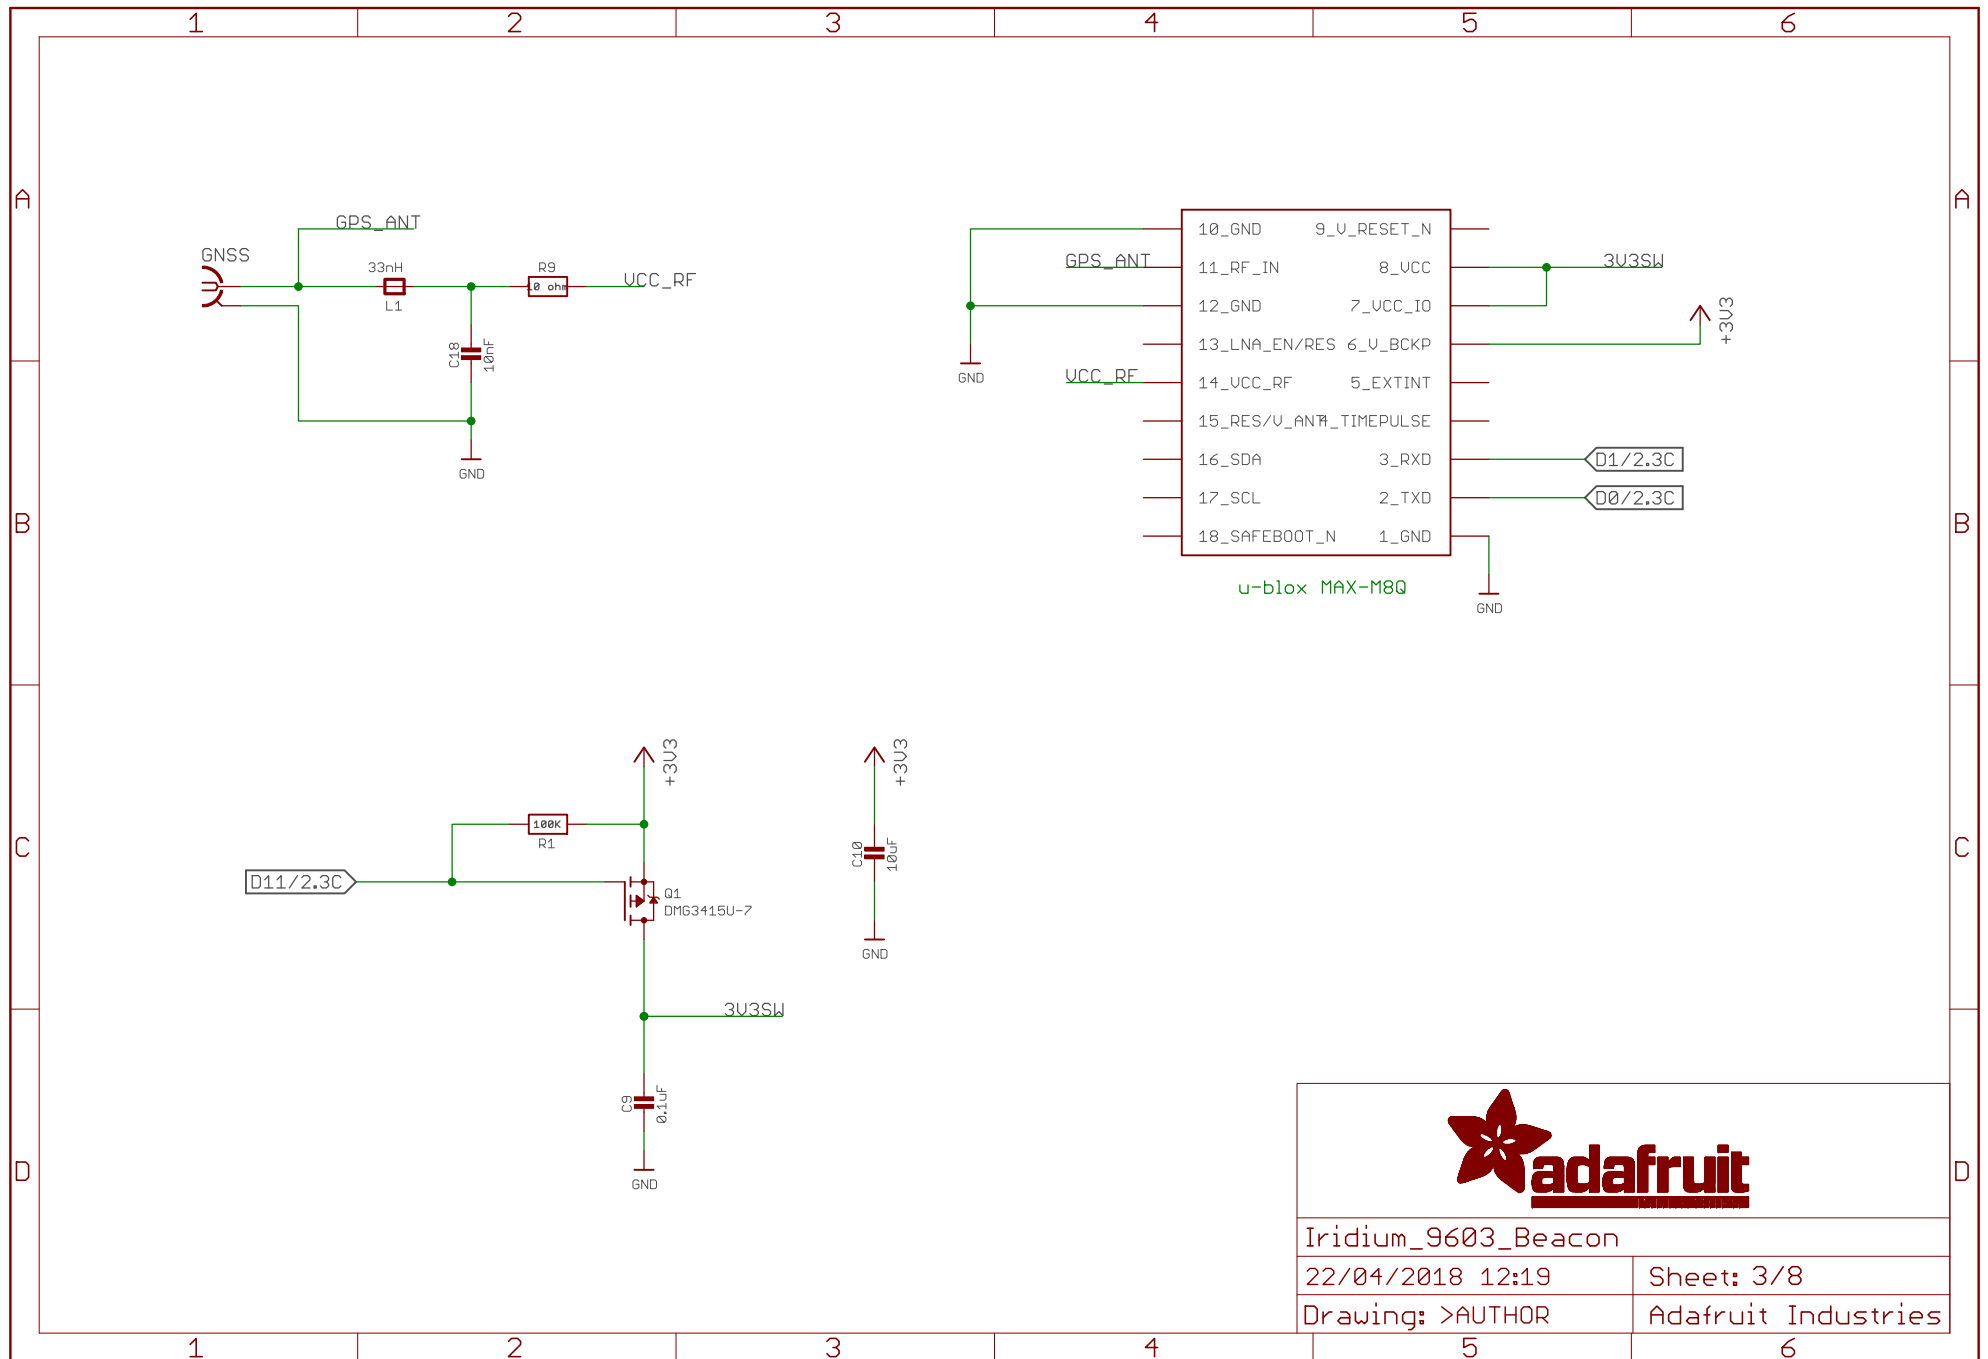 1 2 3 4 5 6
A A
GPS_ANT
GNSS
33nH
L1
R9
10 ohm
VCC_RF
C18
10nF
GND
10_GND 9_V_RESET_N
GPS_ANT 11_RF_IN 8_VCC 3V3SW
12_GND 7_VCC_IO
+3V3
13_LNA_EN/RES 6_V_BCKP
GND
VCC_RF 14_VCC_RF 5_EXTINT
15_RES/V_ANT 4_TIMEPULSE
16_SDA 3_RXD D1/2.3C
17_SCL 2_TXD D0/2.3C
18_SAFEBOOT_N 1_GND
u-blox MAX-M8Q
GND
B B
+3V3
+3V3
100K
R1
C C
C10
10uF
D11/2.3C
Q1
DMG3415U-7
GND
3V3SW
C9
0.1uF
GND
D D
adafruit
Iridium_9603_Beacon
22/04/2018 12:19 Sheet: 3/8
Drawing: >AUTHOR Adafruit Industries
1 2 3 4 5 6